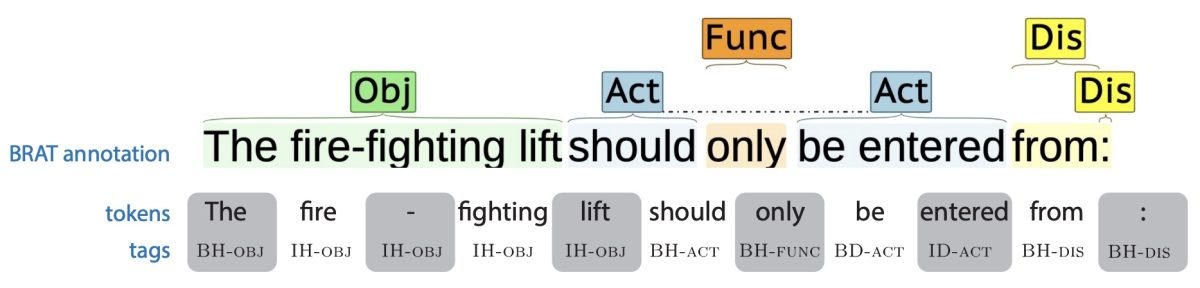 Func Dis
Obj Act Act Dis
BRAT annotation The fire-fighting lift should only be entered from:
tokens The fire - fighting lift should only be entered from :
tags BH-OBJ IH-OBJ IH-OBJ IH-OBJ IH-OBJ BH-ACT BH-FUNC BD-ACT ID-ACT BH-DIS BH-DIS